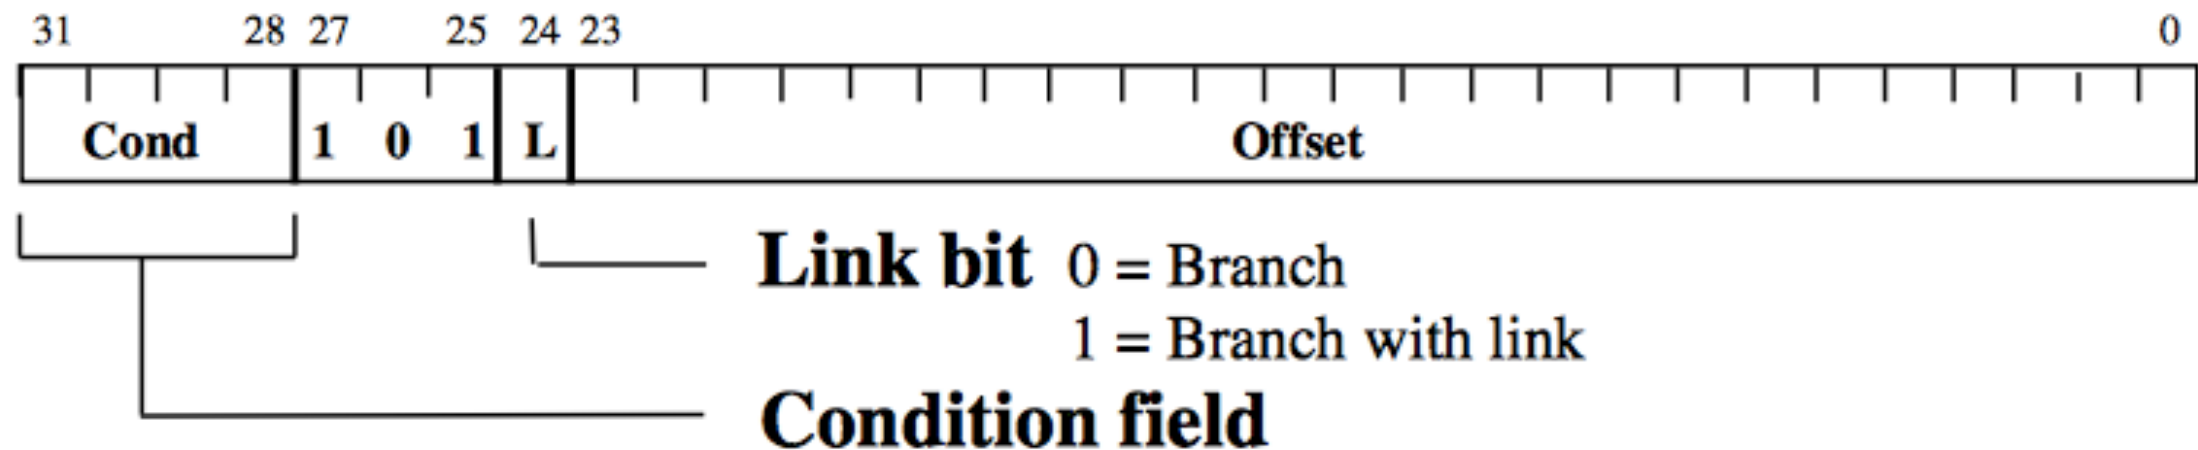 31 28 27 25 24 23 0
Cond 1 0 1 L Offset
Link bit 0 = Branch
1 = Branch with link
Condition field